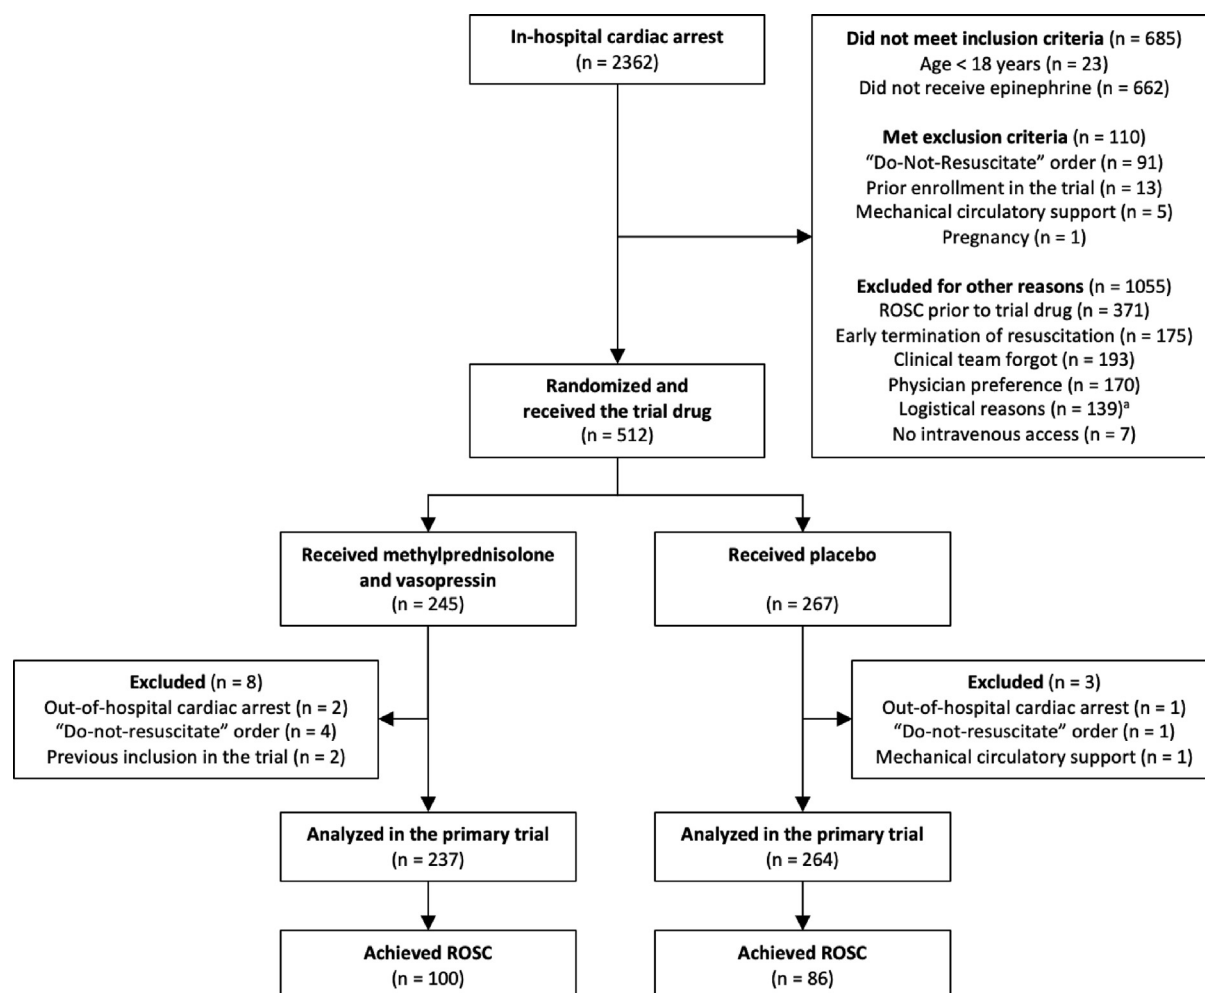 In-hospital cardiac arrest
(n = 2362)
Did not meet inclusion criteria (n = 685)
Age < 18 years (n = 23)
Did not receive epinephrine (n = 662)
Met exclusion criteria (n = 110)
“Do-Not-Resuscitate” order (n = 91)
Prior enrollment in the trial (n = 13)
Mechanical circulatory support (n = 5)
Pregnancy (n = 1)
Excluded for other reasons (n = 1055)
ROSC prior to trial drug (n = 371)
Early termination of resuscitation (n = 175)
Clinical team forgot (n = 193)
Physician preference (n = 170)
Logistical reasons (n = 139)ᵃ
No intravenous access (n = 7)
Randomized and
received the trial drug
(n = 512)
Received methylprednisolone
and vasopressin
(n = 245)
Received placebo
(n = 267)
Excluded (n = 8)
Out-of-hospital cardiac arrest (n = 2)
“Do-not-resuscitate” order (n = 4)
Previous inclusion in the trial (n = 2)
Excluded (n = 3)
Out-of-hospital cardiac arrest (n = 1)
“Do-not-resuscitate” order (n = 1)
Mechanical circulatory support (n = 1)
Analyzed in the primary trial
(n = 237)
Analyzed in the primary trial
(n = 264)
Achieved ROSC
(n = 100)
Achieved ROSC
(n = 86)